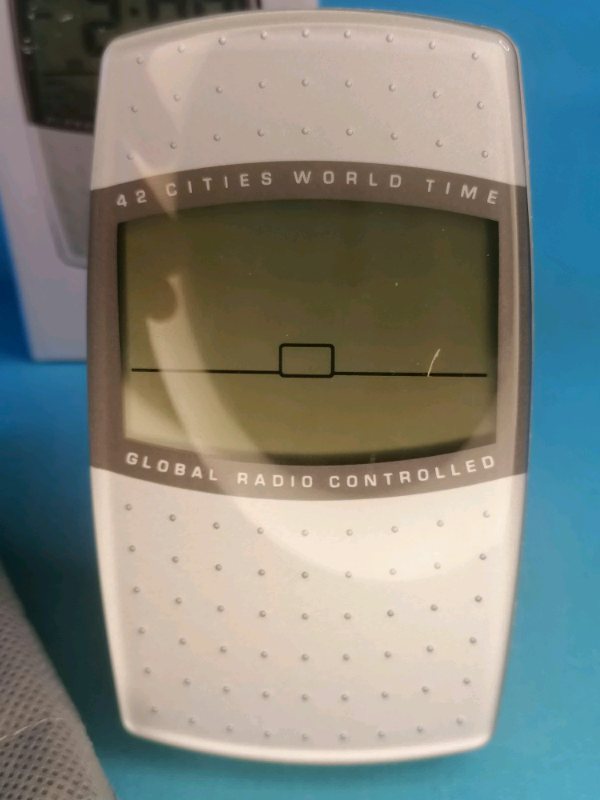 42 CITIES WORLD TIME
GLOBAL RADIO CONTROLLED